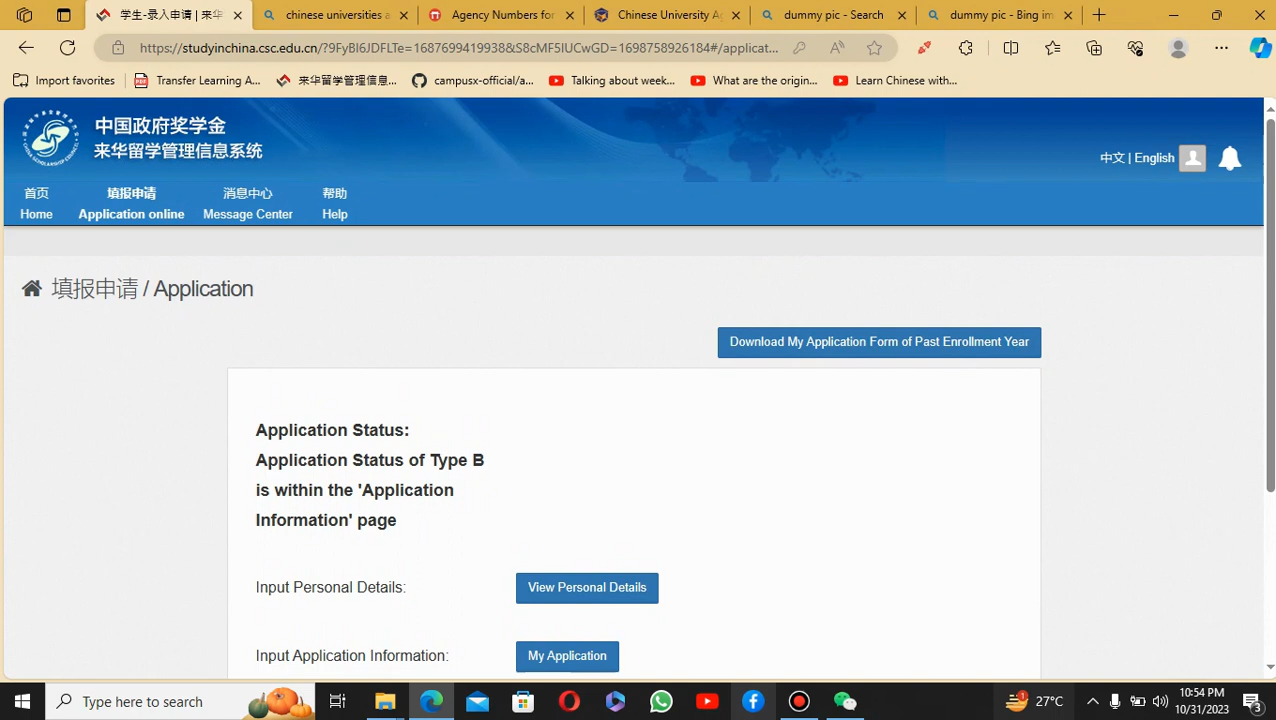 学生-录入申请 | 来华
chinese universities a
Agency Numbers for
Chinese University Ag
dummy pic - Search
dummy pic - Bing im
https://studyinchina.csc.edu.cn/?9FyBl6JDFLTe=1687699419938&S8cMF5IUCwGD=1698758926184#/applicat...
Import favorites
Transfer Learning A...
来华留学管理信息...
campusx-official/a...
Talking about week...
What are the origin...
Learn Chinese with...
中国政府奖学金
来华留学管理信息系统
中文 | English
首页 填报申请 消息中心 帮助
Home Application online Message Center Help
填报申请 / Application
Download My Application Form of Past Enrollment Year
Application Status:
Application Status of Type B
is within the 'Application
Information' page
Input Personal Details: View Personal Details
Input Application Information: My Application
Type here to search
1
27°C
10:54 PM
10/31/2023
3